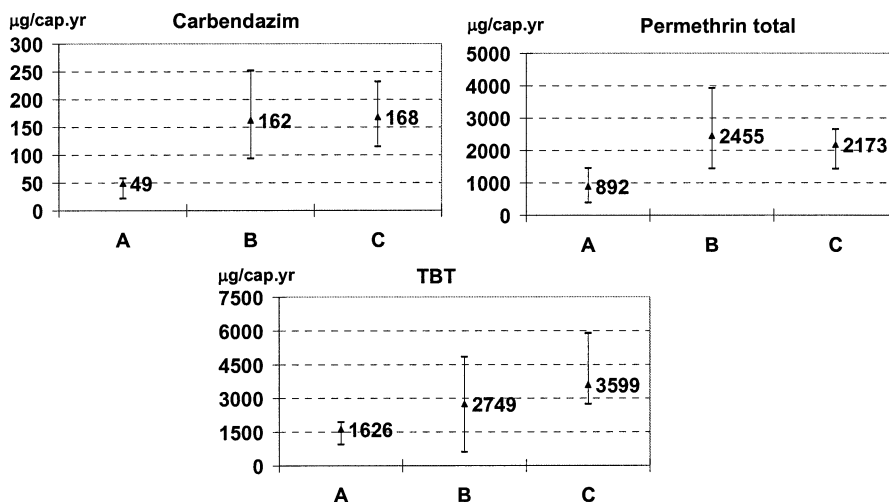 μg/cap.yr
Carbendazim
300
250
200
150
100
50
0
49
162
168
A
B
C
μg/cap.yr
Permethrin total
5000
4000
3000
2000
1000
0
892
2455
2173
A
B
C
μg/cap.yr
TBT
7500
6000
4500
3000
1500
0
1626
2749
3599
A
B
C